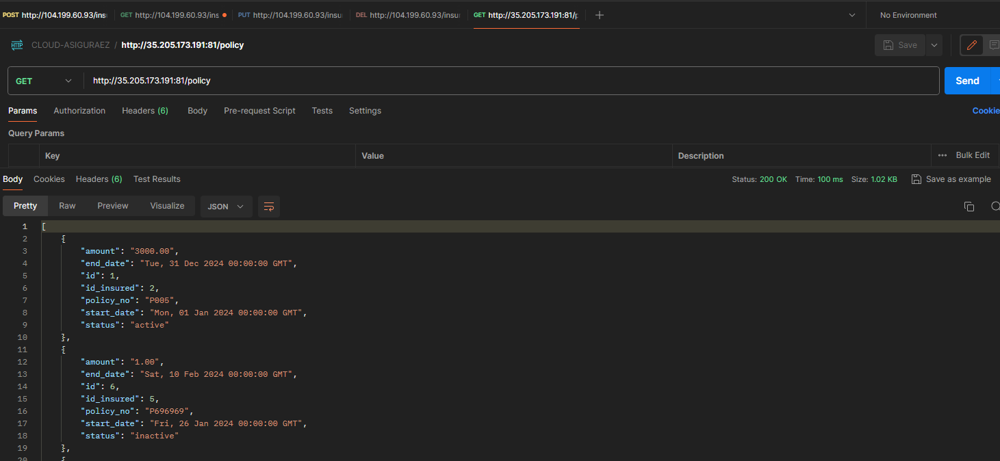 POST http://104.199.60.93/ins GET http://104.199.60.93/ins PUT http://104.199.60.93/insu DEL http://104.199.60.93/insur GET http://35.205.173.191:81/p No Environment
HTTP CLOUD-ASIGURAEZ / http://35.205.173.191:81/policy Save
GET http://35.205.173.191:81/policy Send
Params Authorization Headers (6) Body Pre-request Script Tests Settings Cookie
Query Params
Key Value Description Bulk Edit
Body Cookies Headers (6) Test Results Status: 200 OK Time: 100 ms Size: 1.02 KB Save as example
Pretty Raw Preview Visualize JSON
1 [
2 {
3 "amount": "3000.00",
4 "end_date": "Tue, 31 Dec 2024 00:00:00 GMT",
5 "id": 1,
6 "id_insured": 2,
7 "policy_no": "P005",
8 "start_date": "Mon, 01 Jan 2024 00:00:00 GMT",
9 "status": "active"
10 },
11 {
12 "amount": "1.00",
13 "end_date": "Sat, 10 Feb 2024 00:00:00 GMT",
14 "id": 6,
15 "id_insured": 5,
16 "policy_no": "P696969",
17 "start_date": "Fri, 26 Jan 2024 00:00:00 GMT",
18 "status": "inactive"
19 },
20 {